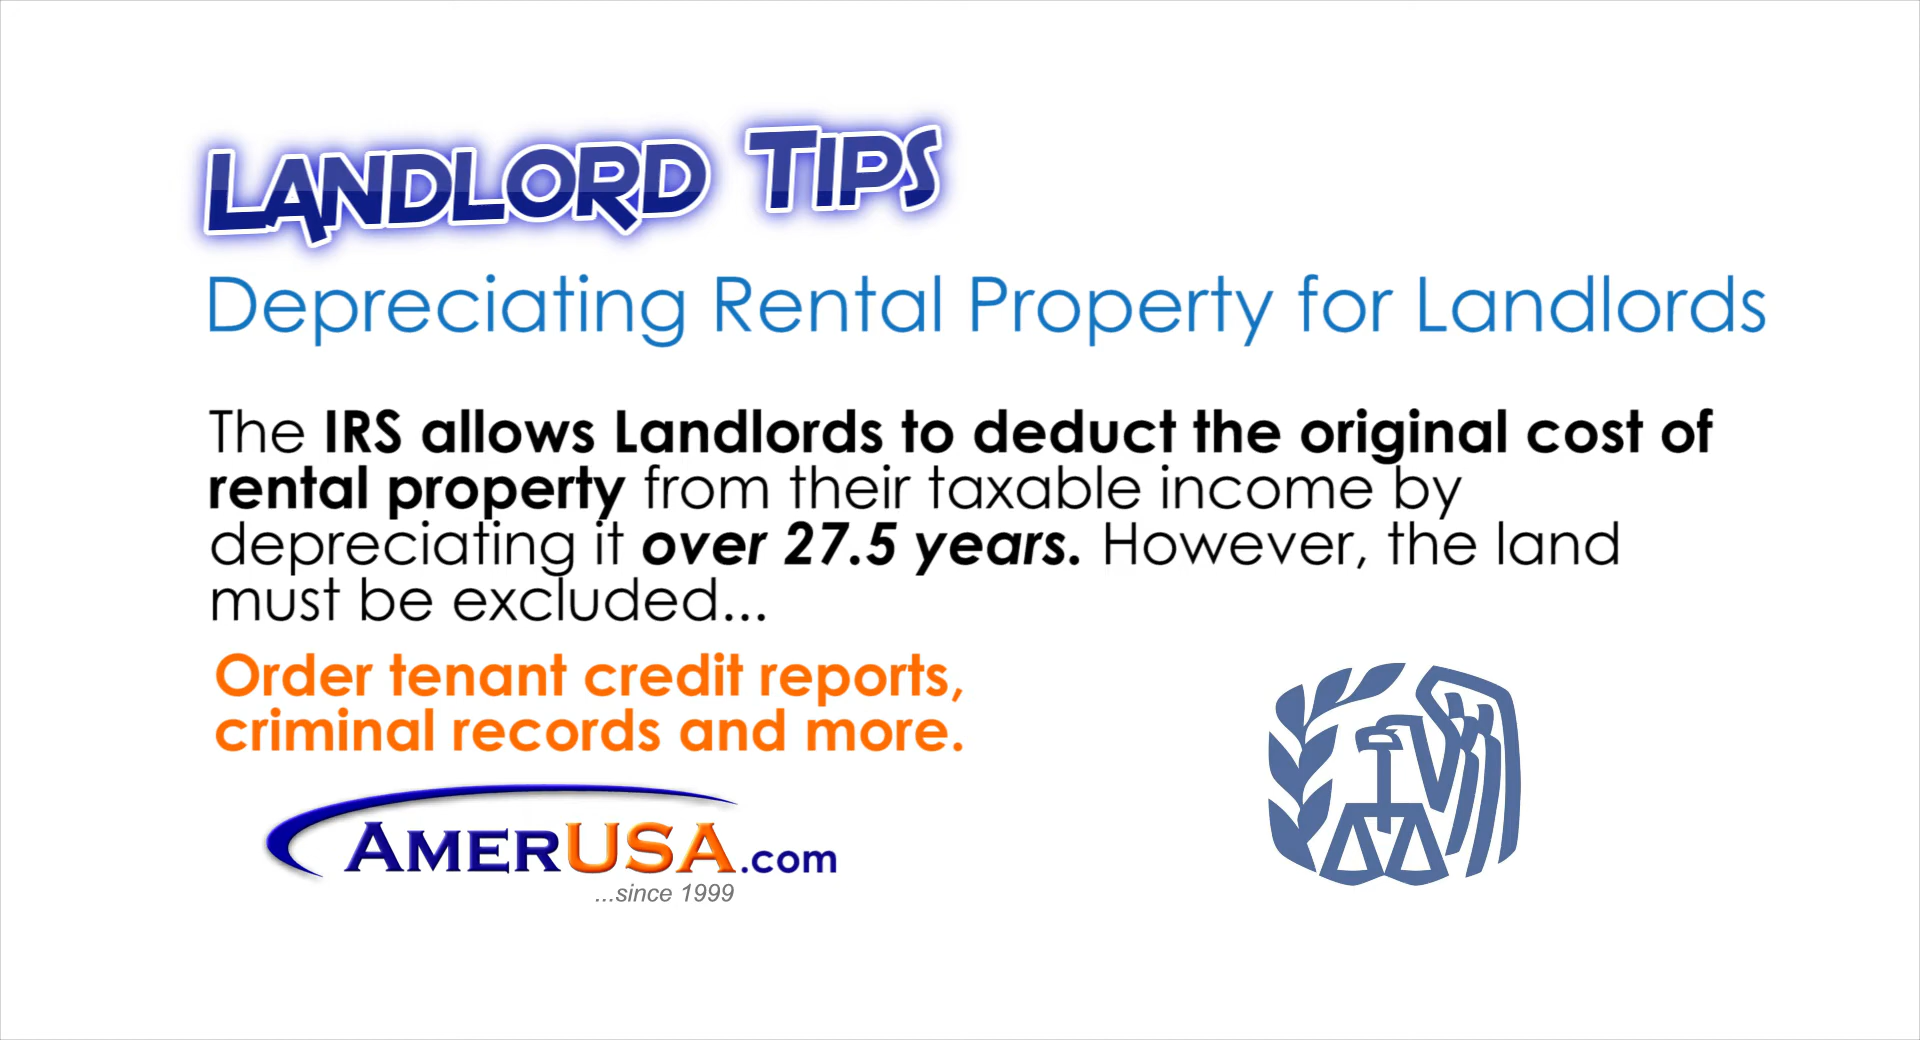 Landlord Tips
Depreciating Rental Property for Landlords
The IRS allows Landlords to deduct the original cost of
rental property from their taxable income by
depreciating it over 27.5 years. However, the land
must be excluded...
Order tenant credit reports,
criminal records and more.
AmerUSA.com
...since 1999